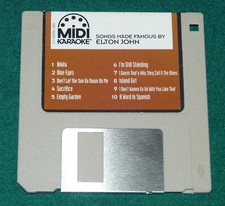 MIDI
KARAOKE
SONGS MADE FAMOUS BY
ELTON JOHN
1 Nikita
2 Blue Eyes
3 Don't Let The Sun Go Down On Me
4 Sacrifice
5 Empty Garden
6 I'm Still Standing
7 I Guess That's Why They Call It The Blues
8 Island Girl
9 I Don't Wanna Go On With You Like That
10 A Word In Spanish